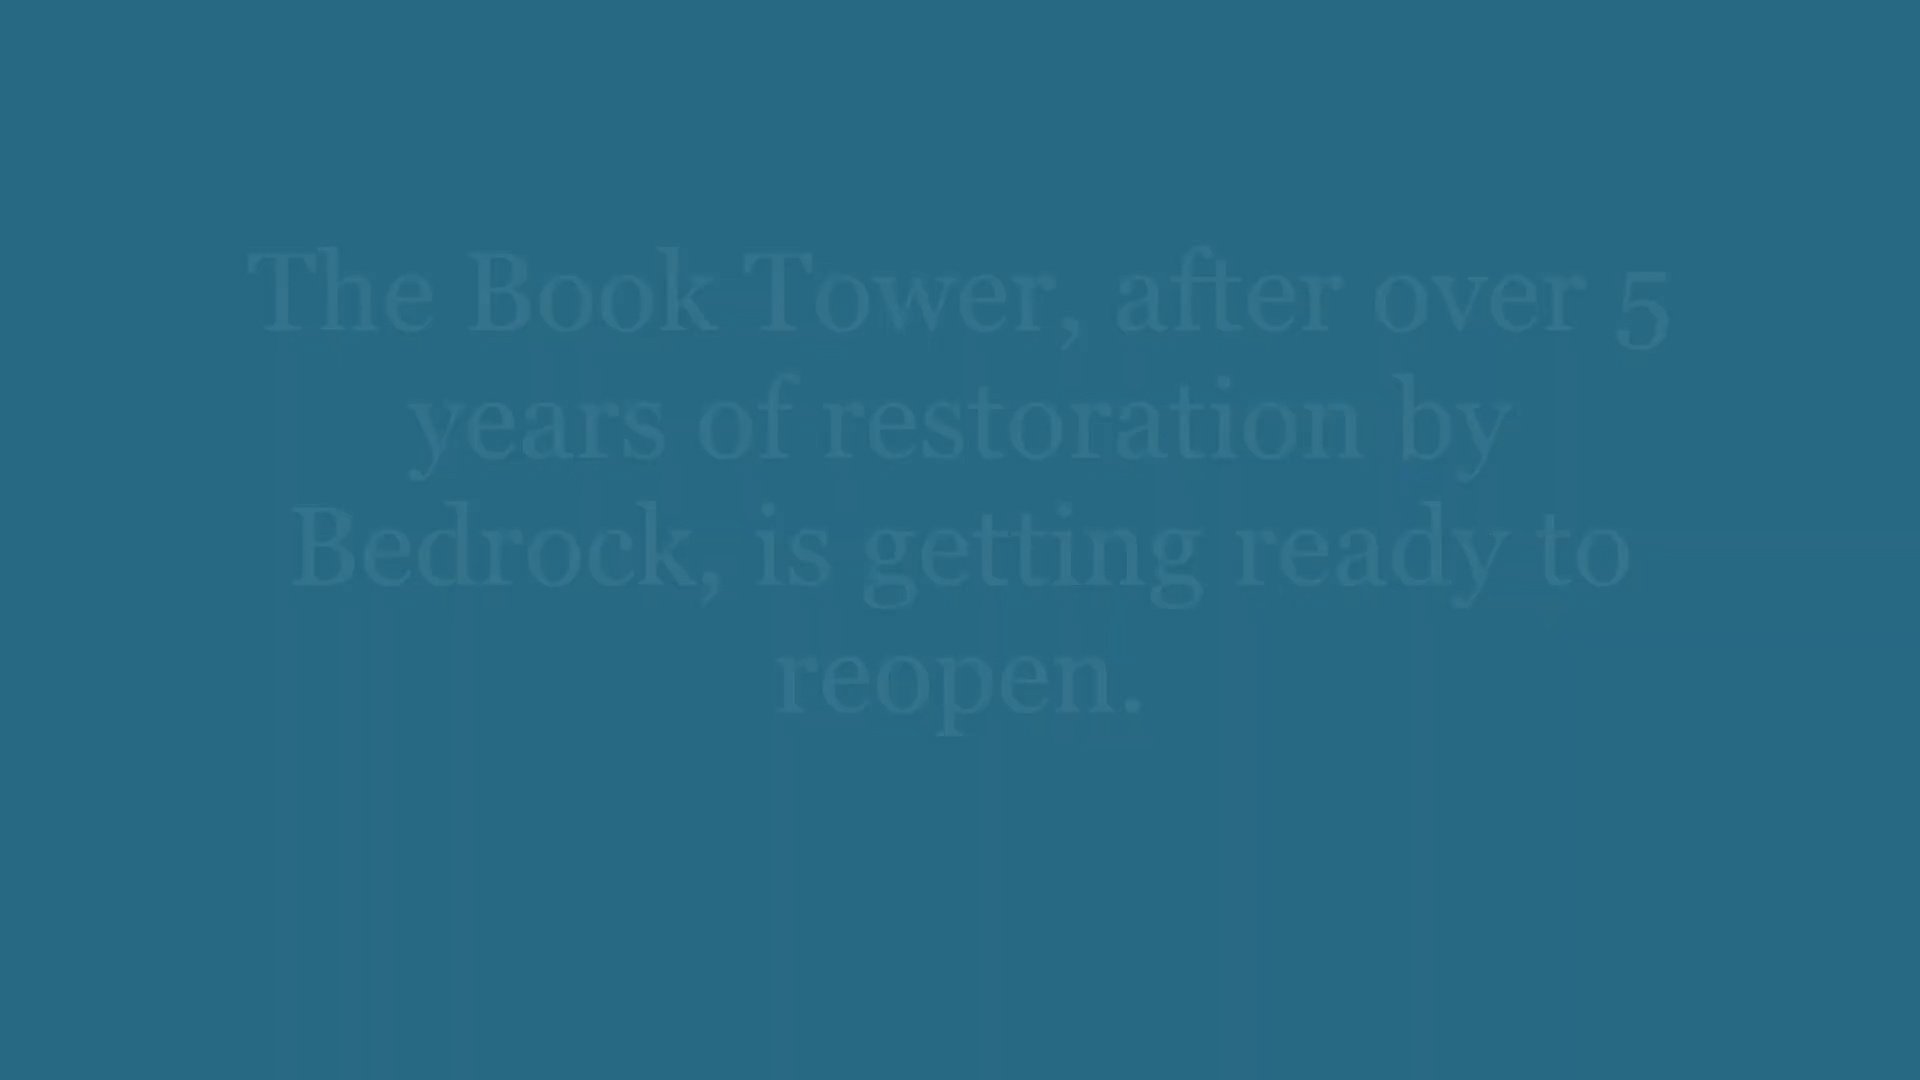 The Book Tower, after over 5
years of restoration by
Bedrock, is getting ready to
reopen.